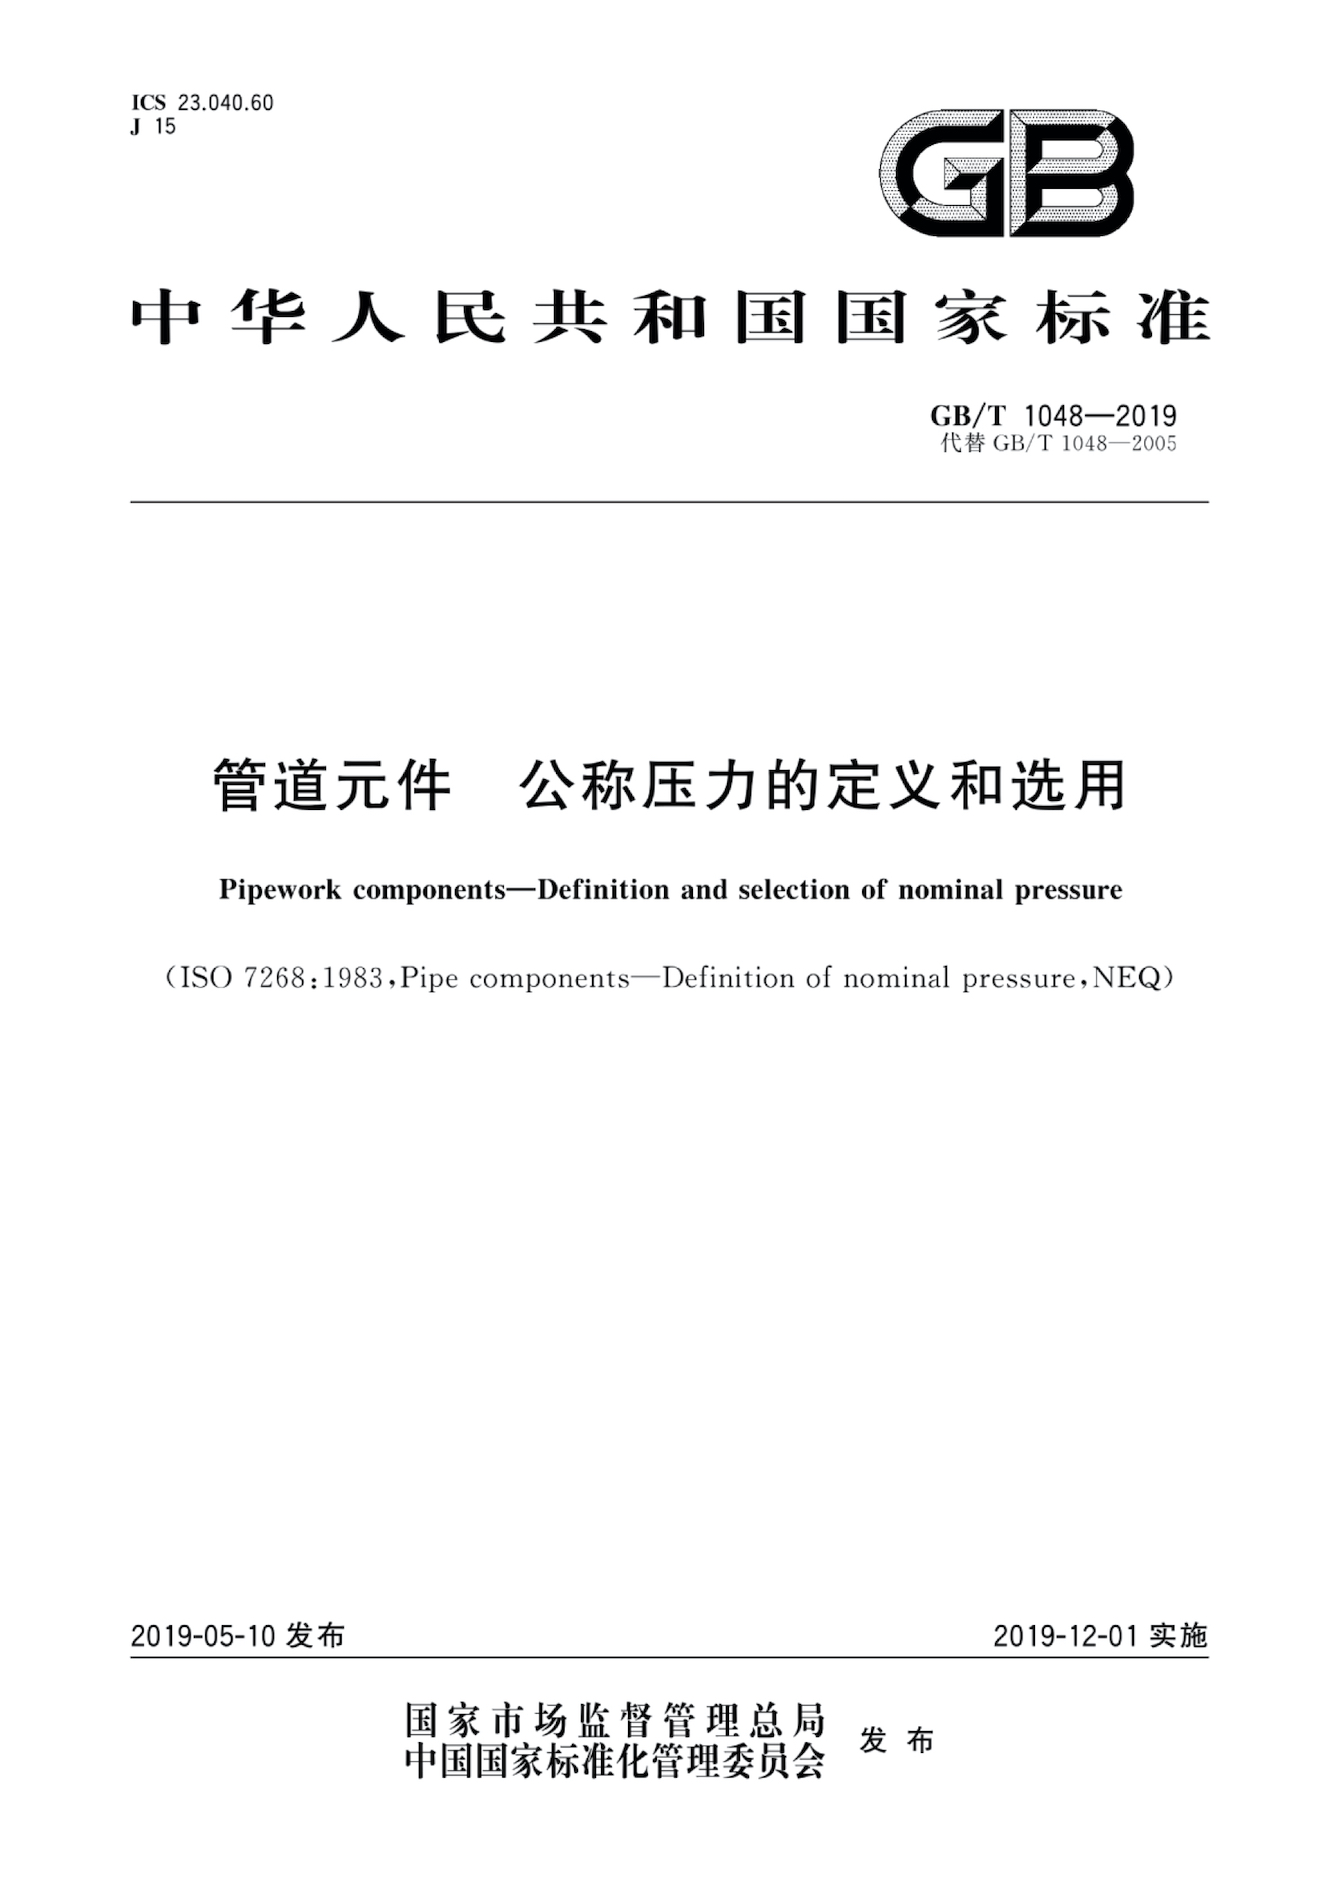 ICS 23.040.60
J 15
GB
中华人民共和国国家标准
GB/T 1048—2019
代替 GB/T 1048—2005
管道元件 公称压力的定义和选用
Pipework components—Definition and selection of nominal pressure
（ISO 7268:1983,Pipe components—Definition of nominal pressure,NEQ）
2019-05-10 发布
2019-12-01 实施
国家市场监督管理总局
中国国家标准化管理委员会
发布